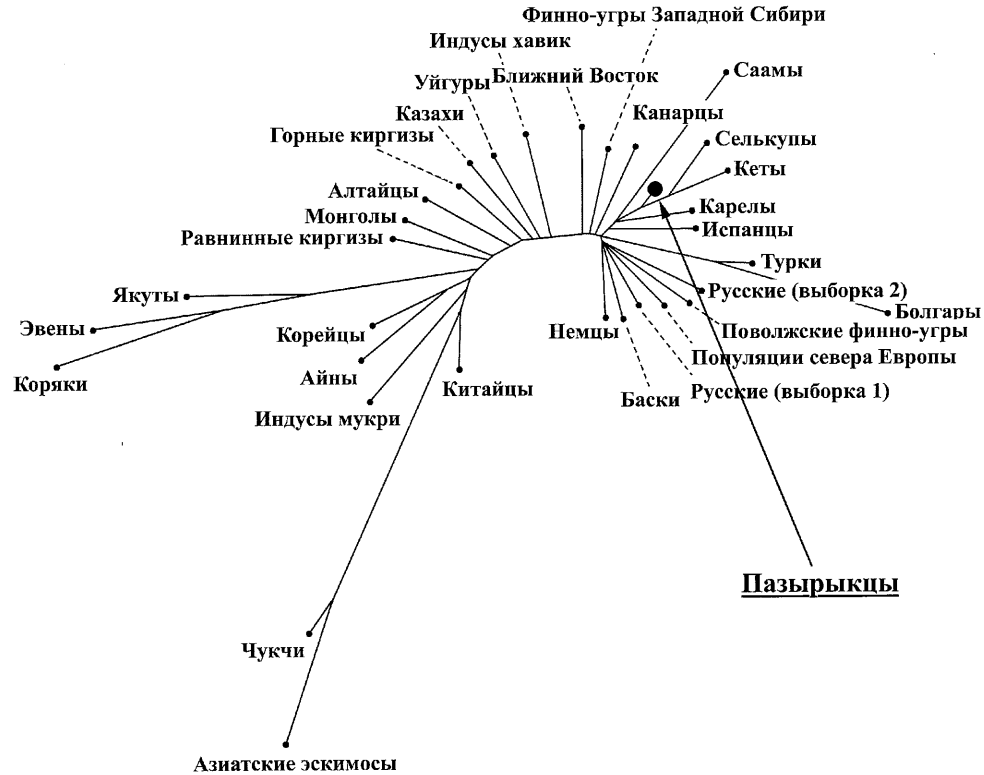 Финно-угры Западной Сибири
Индусы хавик
Ближний Восток
Саамы
Уйгуры
Казахи
Канарцы
Горные киргизы
Селькупы
Кеты
Алтайцы
Карелы
Монголы
Испанцы
Равнинные киргизы
Турки
Якуты
Русские (выборка 2)
Болгары
Эвены
Корейцы
Немцы
Поволжские финно-угры
Популяции севера Европы
Коряки
Айны
Китайцы
Баски
Русские (выборка 1)
Индусы мукри
Пазырыкцы
Чукчи
Азиатские эскимосы